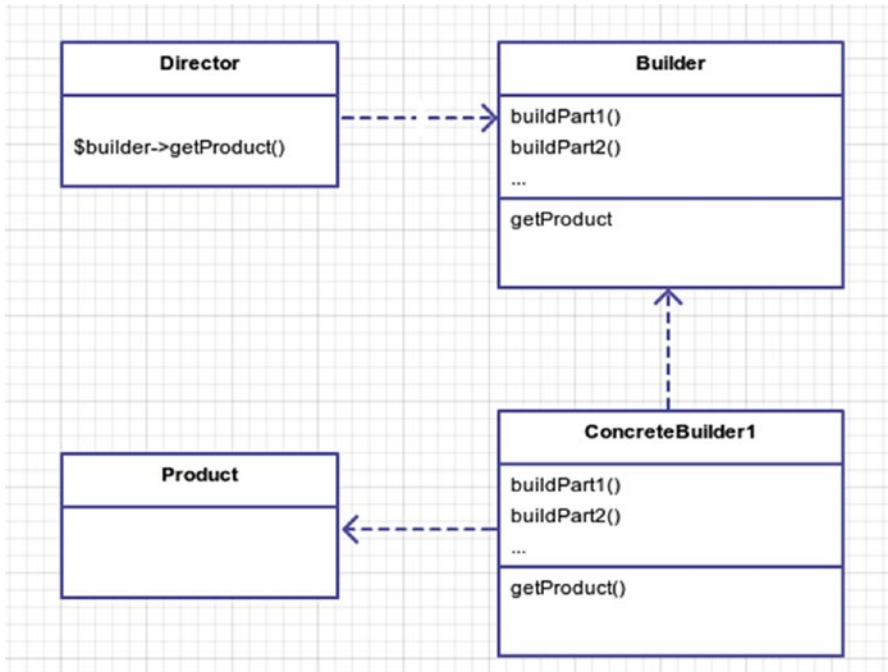 Director
$builder->getProduct()
Builder
buildPart1()
buildPart2()
...
getProduct
Product
ConcreteBuilder1
buildPart1()
buildPart2()
...
getProduct()